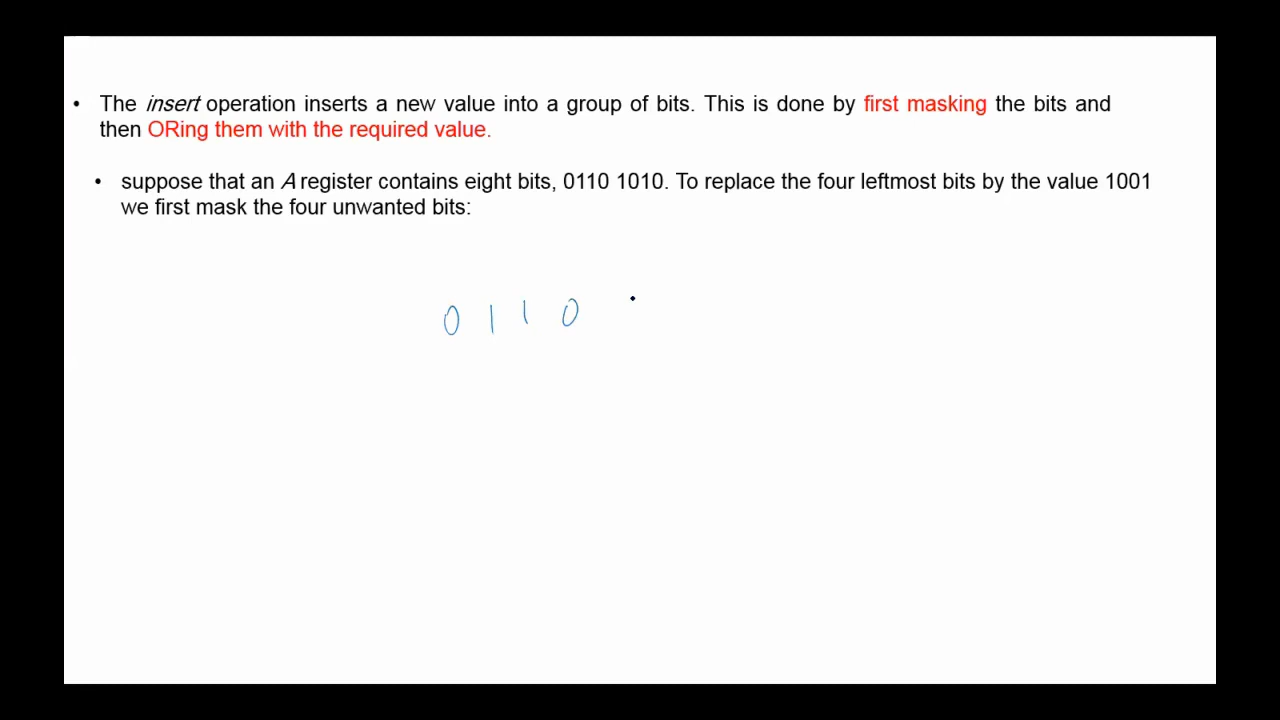 • The insert operation inserts a new value into a group of bits. This is done by first masking the bits and
then ORing them with the required value.
• suppose that an A register contains eight bits, 0110 1010. To replace the four leftmost bits by the value 1001
we first mask the four unwanted bits:
0 1 1 0